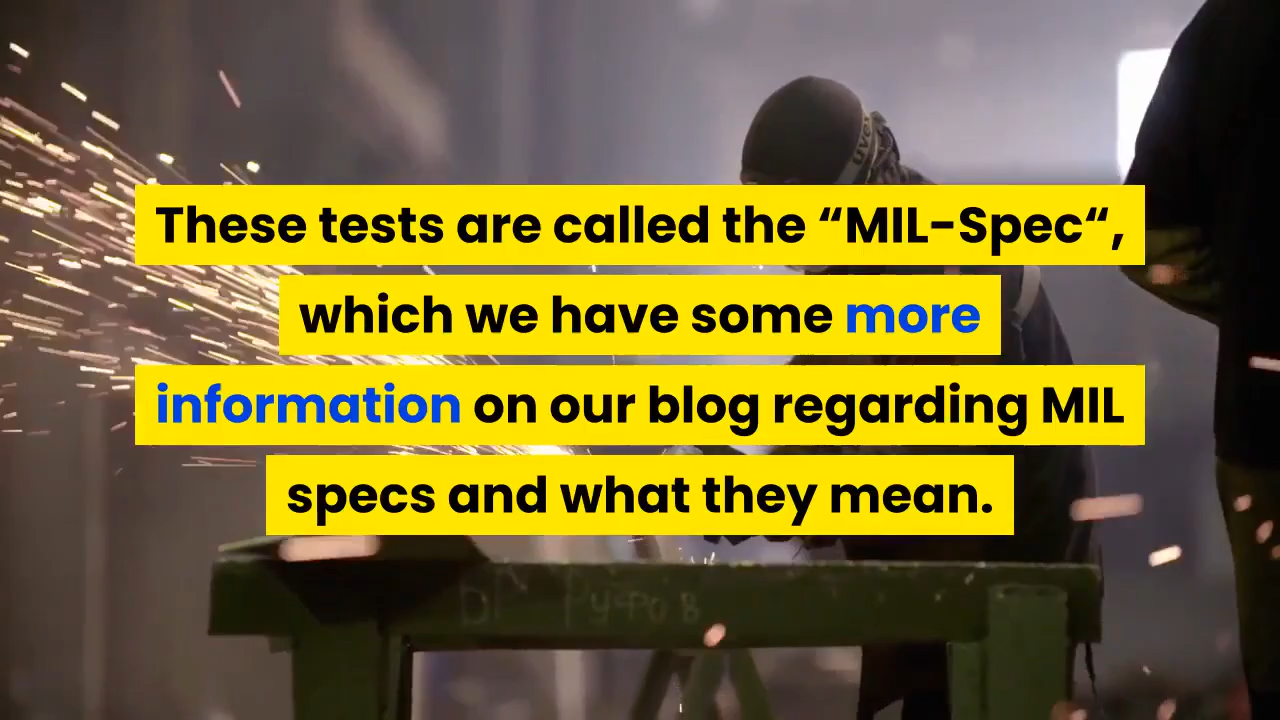 uvex
These tests are called the “MIL-Spec“,
which we have some more
information on our blog regarding MIL
specs and what they mean.